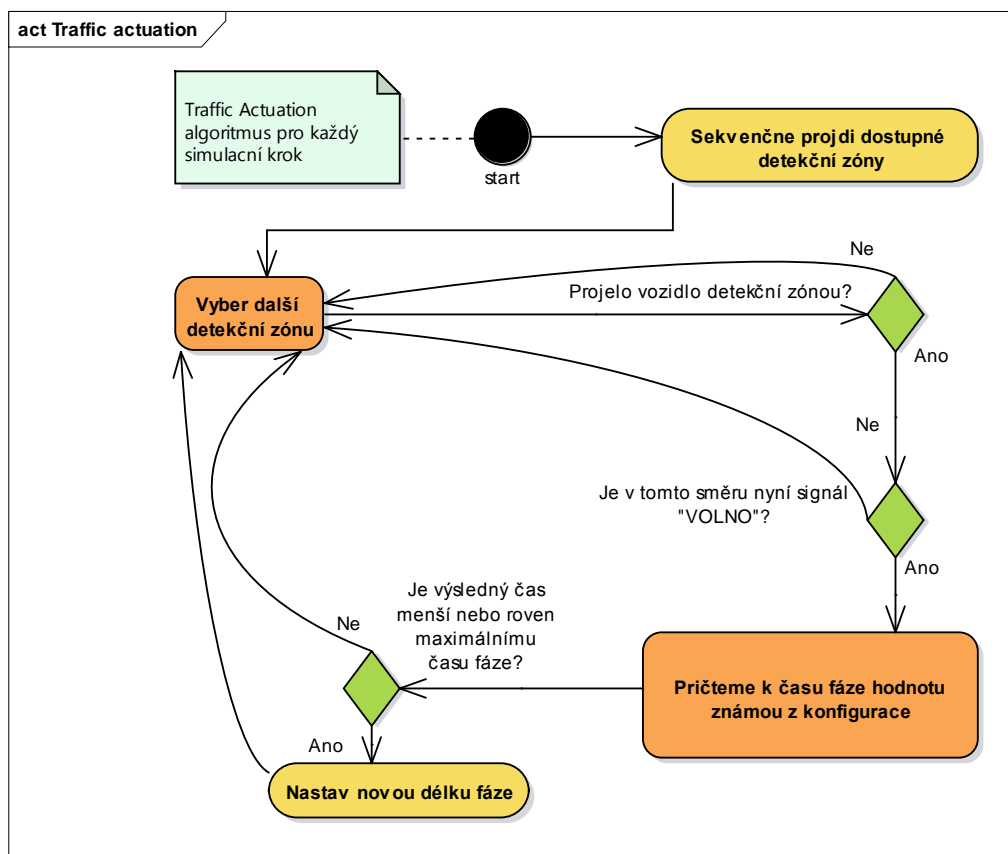 act Traffic actuation
Traffic Actuation
algoritmus pro každý
simulacní krok
start
Sekvenčne projdi dostupné
detekční zóny
Ne
Vyber další
detekční zónu
Projelo vozidlo detekční zónou?
Ano
Ne
Je v tomto směru nyní signál
"VOLNO"?
Ano
Je výsledný čas
menší nebo roven
maximálnímu
času fáze?
Ne
Pričteme k času fáze hodnotu
známou z konfigurace
Ano
Nastav novou délku fáze